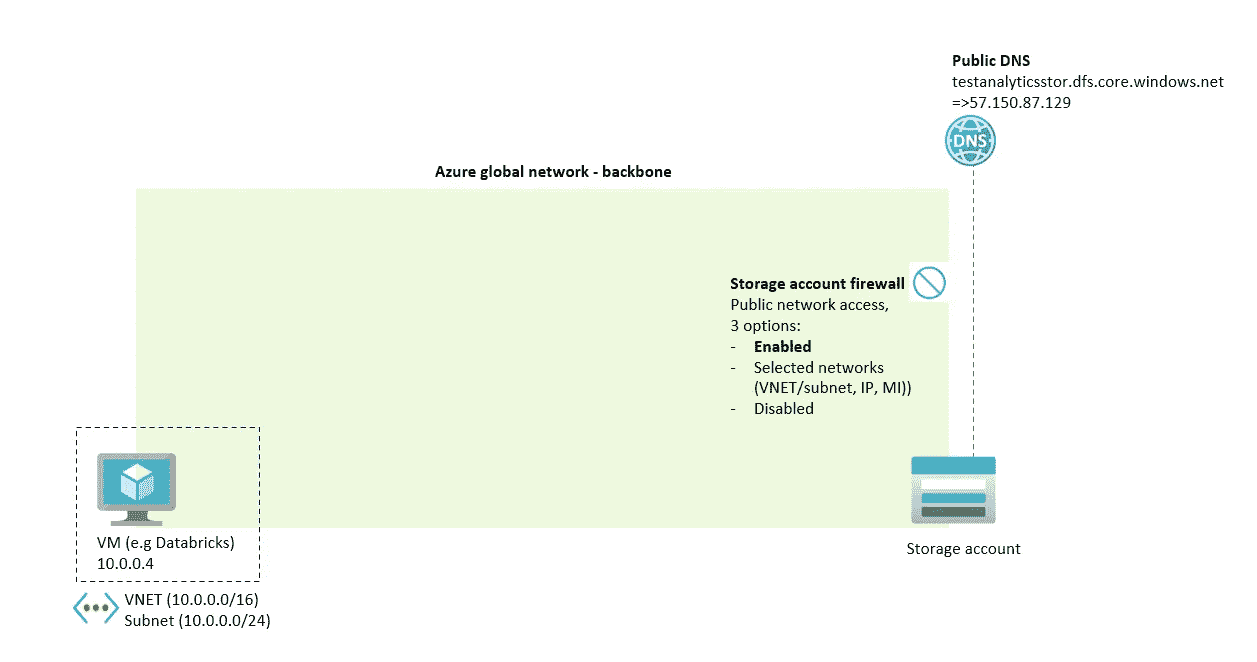 Public DNS
testanalyticsstor.dfs.core.windows.net
=>57.150.87.129
DNS
Azure global network - backbone
Storage account firewall
Public network access,
3 options:
- Enabled
- Selected networks
(VNET/subnet, IP, MI))
- Disabled
VM (e.g Databricks)
10.0.0.4
Storage account
VNET (10.0.0.0/16)
Subnet (10.0.0.0/24)